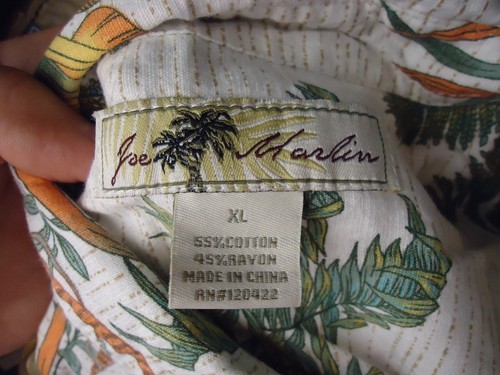 Joe Marlin
XL
55% COTTON
45% RAYON
MADE IN CHINA
RN#120422